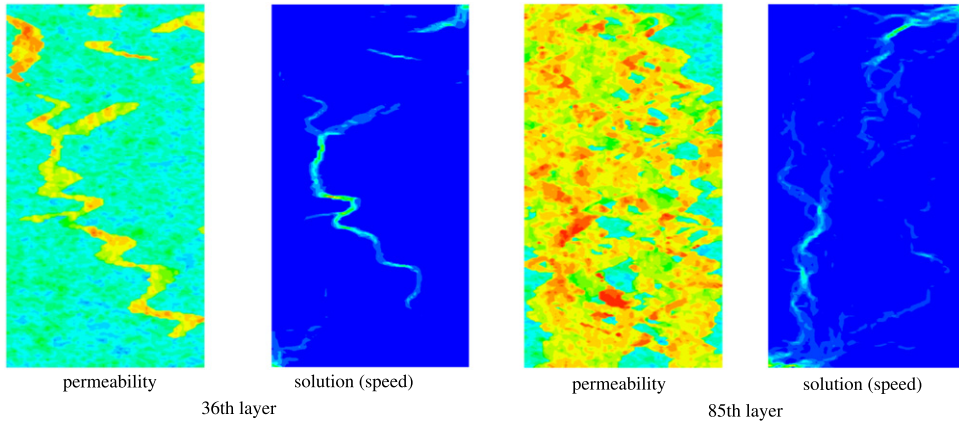 permeability
solution (speed)
permeability
solution (speed)
36th layer
85th layer